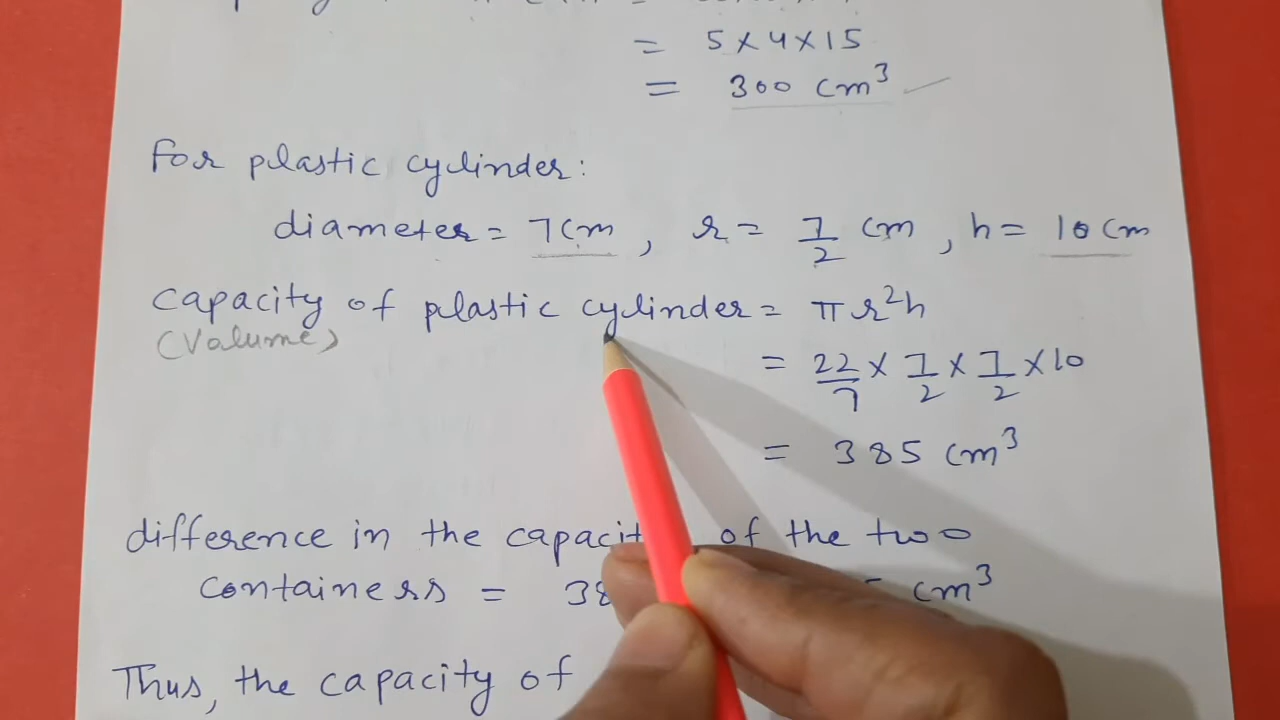 = 5 × 4 × 15
= 300 cm³
For plastic cylinder:
diameter = 7 cm, r = 7/2 cm, h = 10 cm
capacity of plastic cylinder = πr²h
(Volume)
= 22/7 × 7/2 × 7/2 × 10
= 385 cm³
difference in the capacity of the two
containers = 38 cm³
Thus, the capacity of